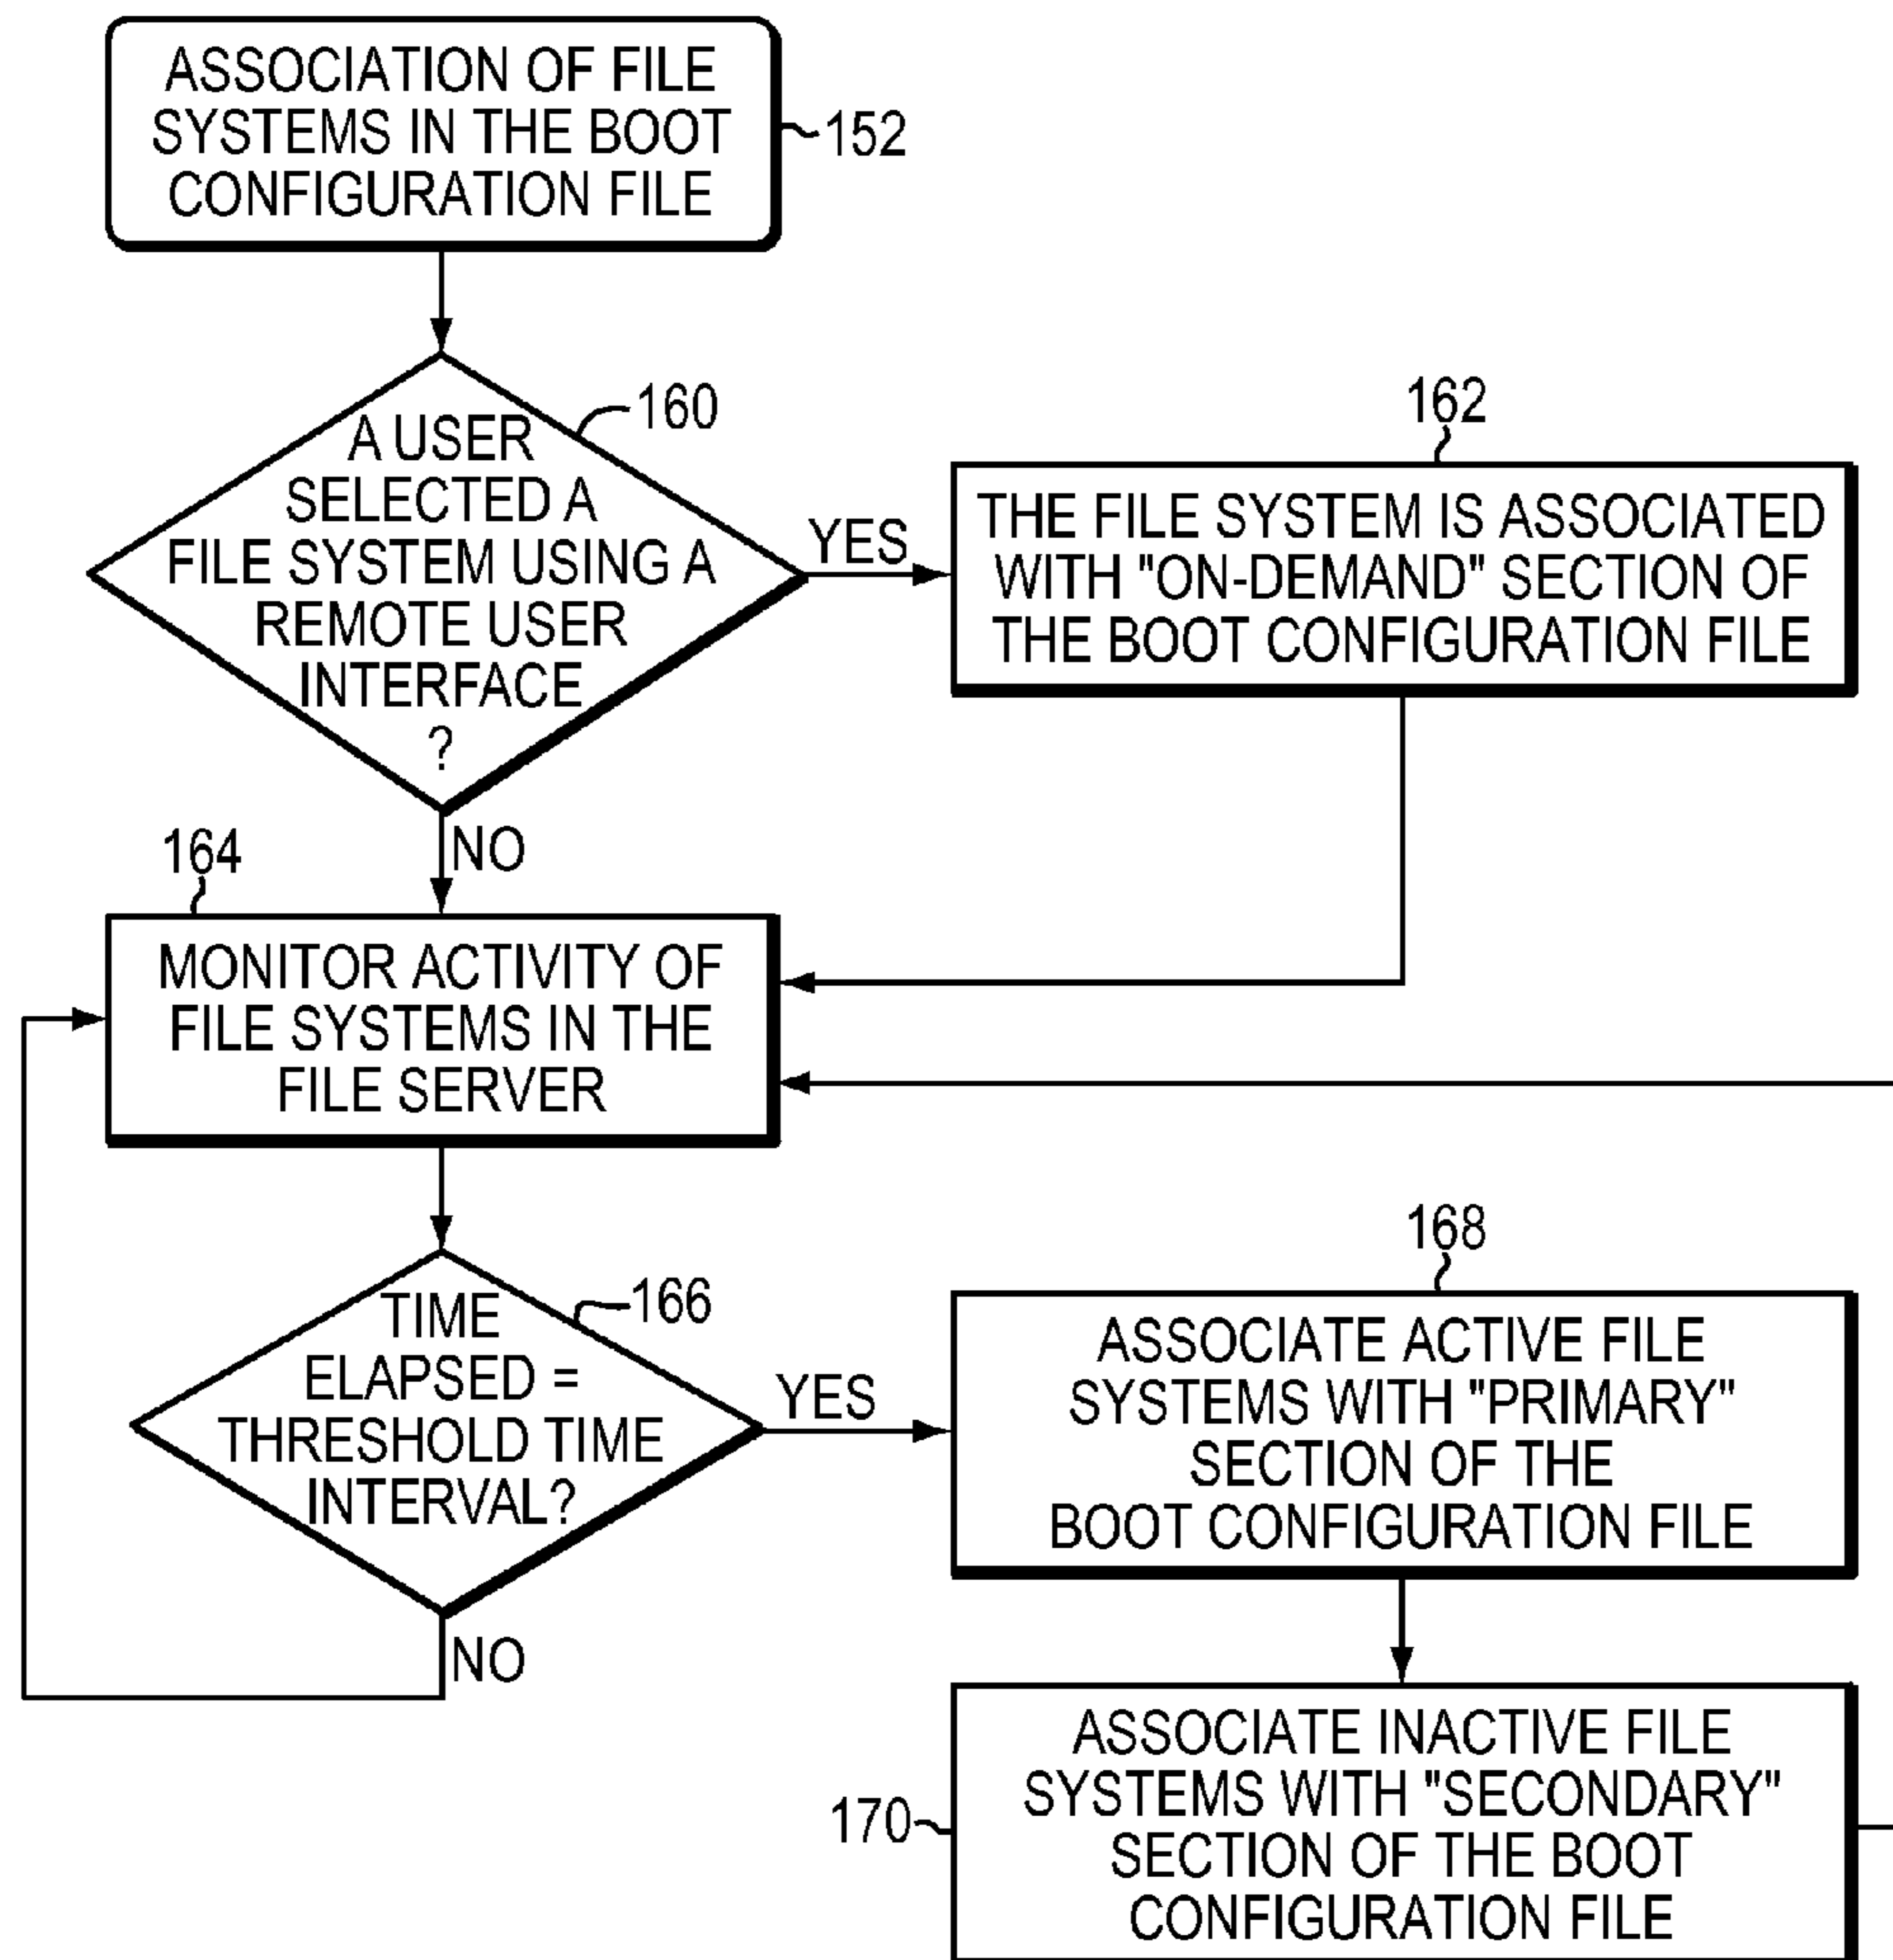 ASSOCIATION OF FILE
SYSTEMS IN THE BOOT
CONFIGURATION FILE
152
A USER
SELECTED A
FILE SYSTEM USING A
REMOTE USER
INTERFACE
?
160
YES
162
THE FILE SYSTEM IS ASSOCIATED
WITH "ON-DEMAND" SECTION OF
THE BOOT CONFIGURATION FILE
NO
164
MONITOR ACTIVITY OF
FILE SYSTEMS IN THE
FILE SERVER
TIME
ELAPSED =
THRESHOLD TIME
INTERVAL?
166
YES
NO
168
ASSOCIATE ACTIVE FILE
SYSTEMS WITH "PRIMARY"
SECTION OF THE
BOOT CONFIGURATION FILE
170
ASSOCIATE INACTIVE FILE
SYSTEMS WITH "SECONDARY"
SECTION OF THE BOOT
CONFIGURATION FILE